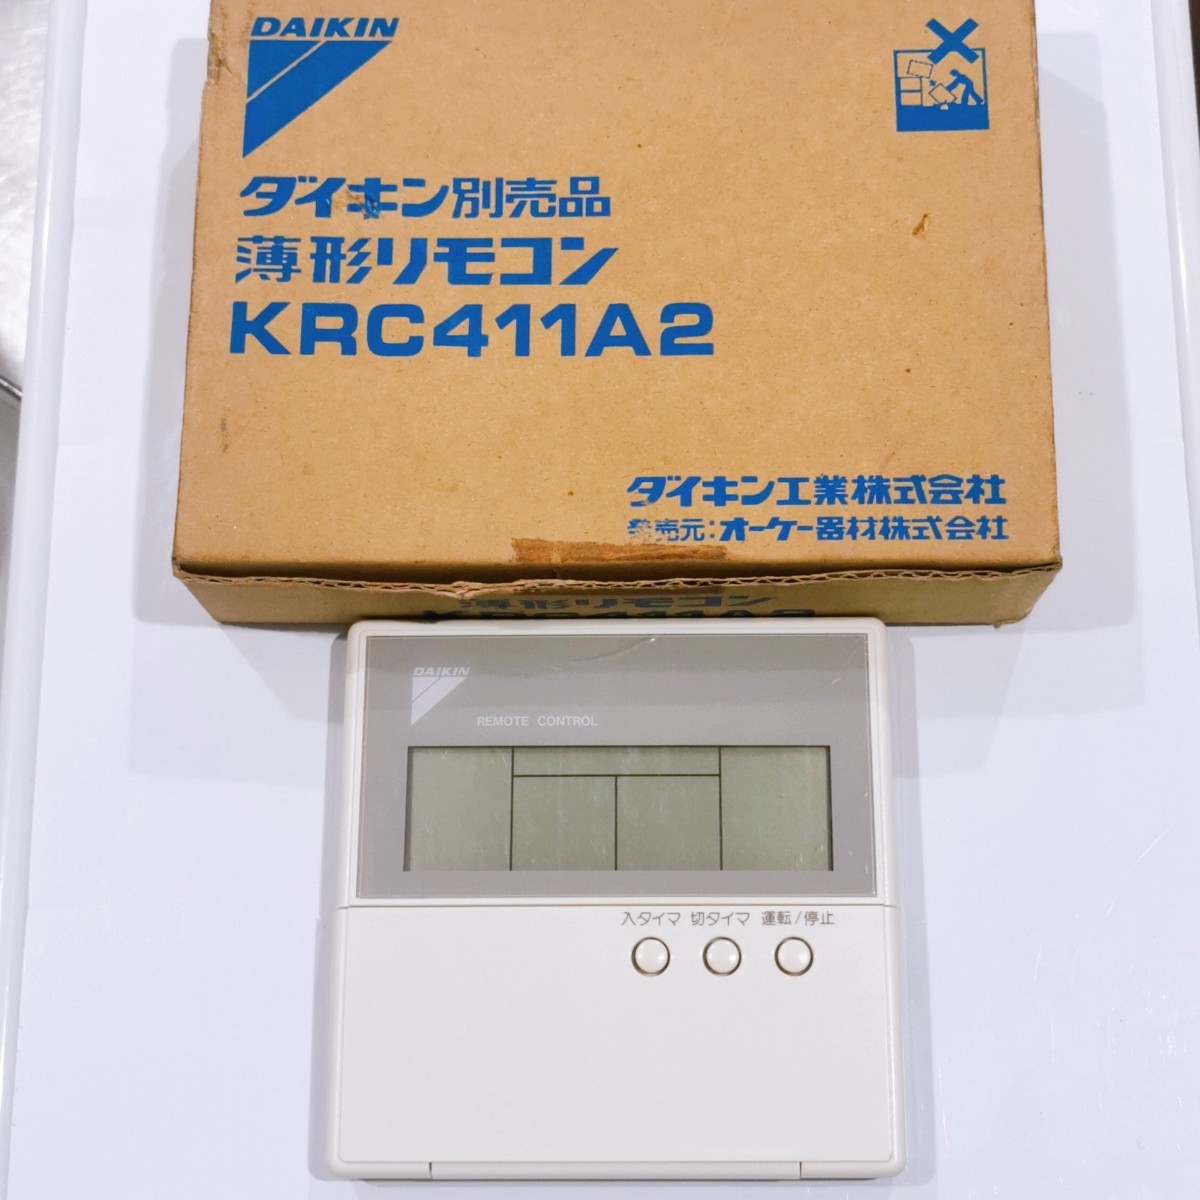 DAIKIN
ダイキン別売品
薄形リモコン
KRC411A2
ダイキン工業株式会社
発売元:オーケー器材株式会社
薄形リモコン
KRC411A2
DAIKIN
REMOTE CONTROL
入タイマ 切タイマ 運転/停止